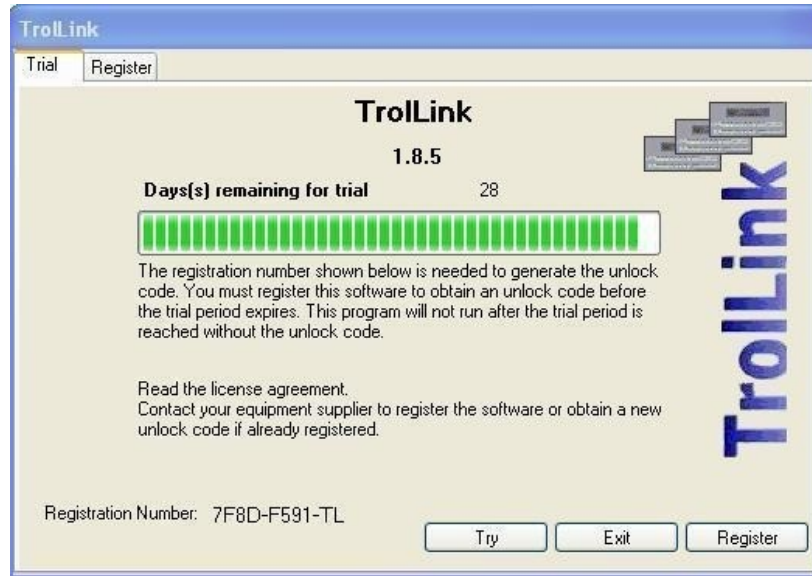 TrolLink
Trial Register
TrolLink
1.8.5
Days(s) remaining for trial 28
The registration number shown below is needed to generate the unlock
code. You must register this software to obtain an unlock code before
the trial period expires. This program will not run after the trial period is
reached without the unlock code.
Read the license agreement.
Contact your equipment supplier to register the software or obtain a new
unlock code if already registered.
TrolLink
Registration Number: 7F8D-F591-TL
Try Exit Register